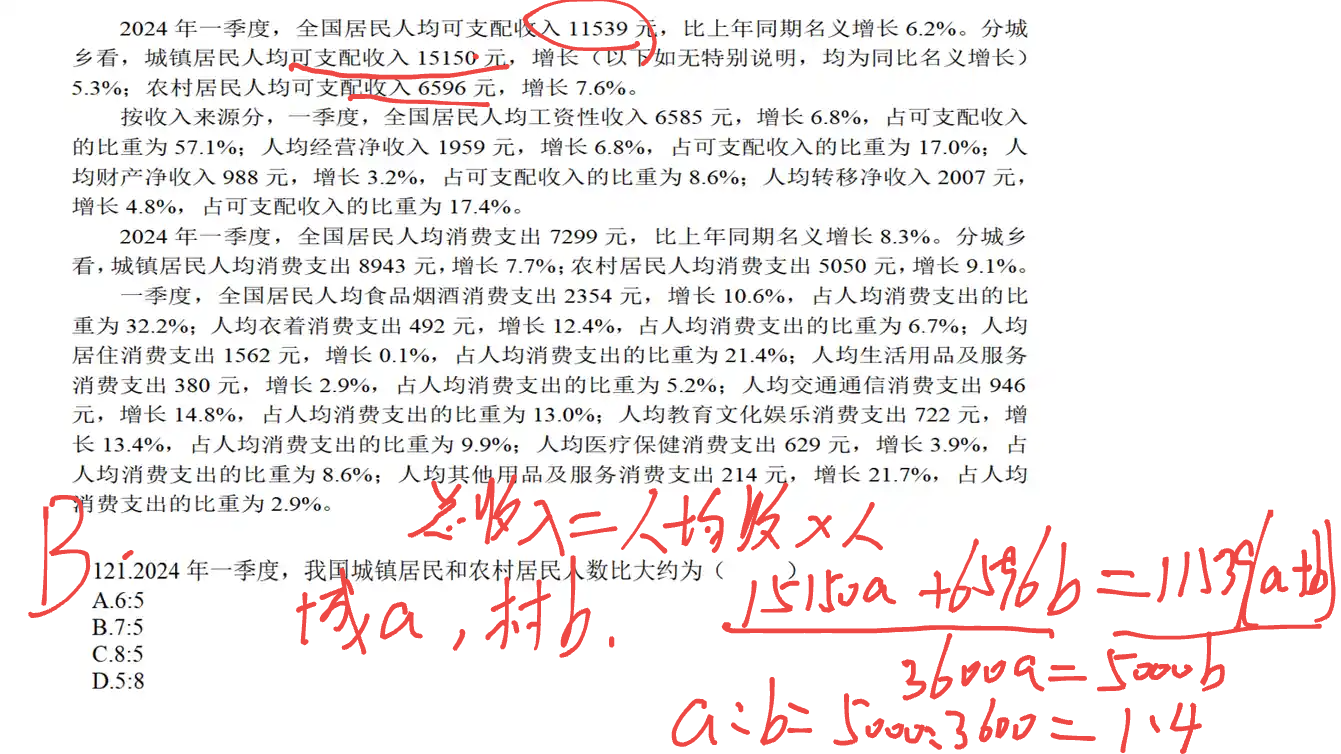 2024 年一季度，全国居民人均可支配收入 11539 元，比上年同期名义增长 6.2%。分城
乡看，城镇居民人均可支配收入 15150 元，增长（以下如无特别说明，均为同比名义增长）
5.3%；农村居民人均可支配收入 6596 元，增长 7.6%。
按收入来源分，一季度，全国居民人均工资性收入 6585 元，增长 6.8%，占可支配收入
的比重为 57.1%；人均经营净收入 1959 元，增长 6.8%，占可支配收入的比重为 17.0%；人
均财产净收入 988 元，增长 3.2%，占可支配收入的比重为 8.6%；人均转移净收入 2007 元，
增长 4.8%，占可支配收入的比重为 17.4%。
2024 年一季度，全国居民人均消费支出 7299 元，比上年同期名义增长 8.3%。分城乡
看，城镇居民人均消费支出 8943 元，增长 7.7%；农村居民人均消费支出 5050 元，增长 9.1%。
一季度，全国居民人均食品烟酒消费支出 2354 元，增长 10.6%，占人均消费支出的比
重为 32.2%；人均衣着消费支出 492 元，增长 12.4%，占人均消费支出的比重为 6.7%；人均
居住消费支出 1562 元，增长 0.1%，占人均消费支出的比重为 21.4%；人均生活用品及服务
消费支出 380 元，增长 2.9%，占人均消费支出的比重为 5.2%；人均交通通信消费支出 946
元，增长 14.8%，占人均消费支出的比重为 13.0%；人均教育文化娱乐消费支出 722 元，增
长 13.4%，占人均消费支出的比重为 9.9%；人均医疗保健消费支出 629 元，增长 3.9%，占
人均消费支出的比重为 8.6%；人均其他用品及服务消费支出 214 元，增长 21.7%，占人均
消费支出的比重为 2.9%。
总收入=人均收×人
B
121.2024 年一季度，我国城镇居民和农村居民人数比大约为（ ）
A.6:5
B.7:5
C.8:5
D.5:8
城a，村b.
15150a+6596b=11539(a+b)
3600a=5000b
a:b=5000:3600=1.4